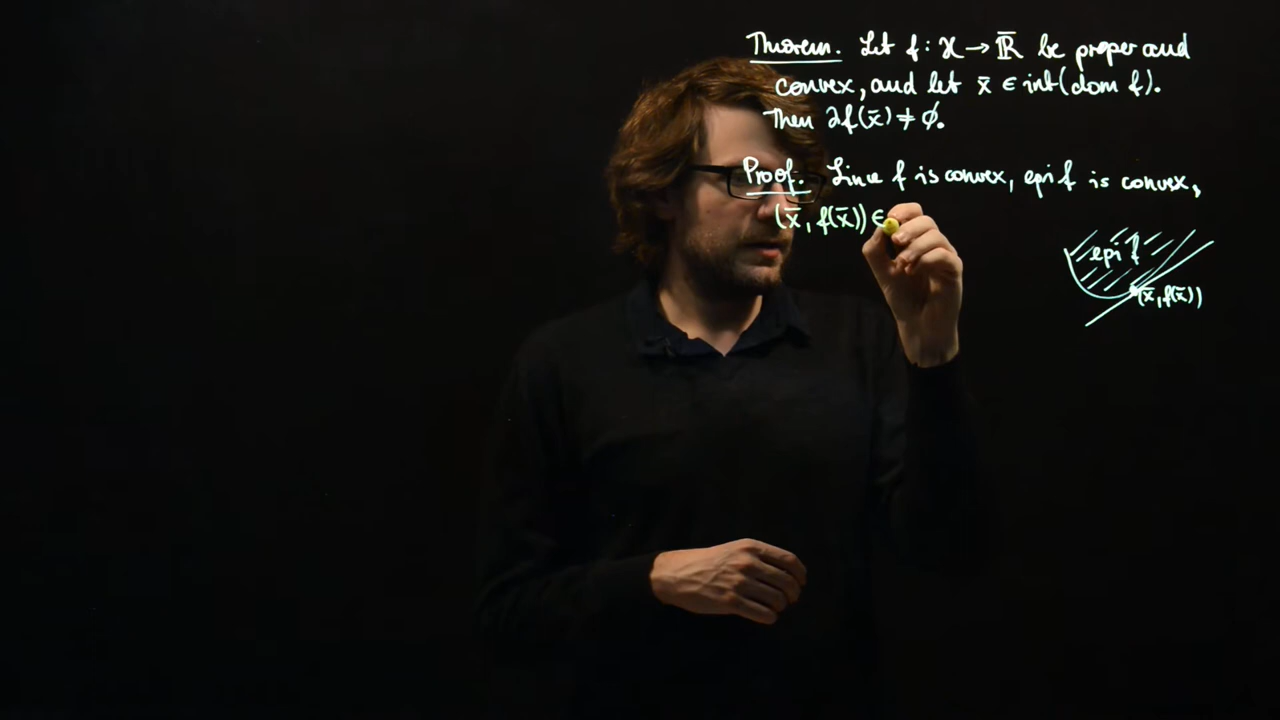 Theorem. Let f : X → ℝ̄ be proper and
convex, and let x̄ ∈ int(dom f).
Then ∂f(x̄) ≠ ∅.
Proof. Since f is convex, epi f is convex,
(x̄, f(x̄)) ∈
epi f
(x̄, f(x̄))